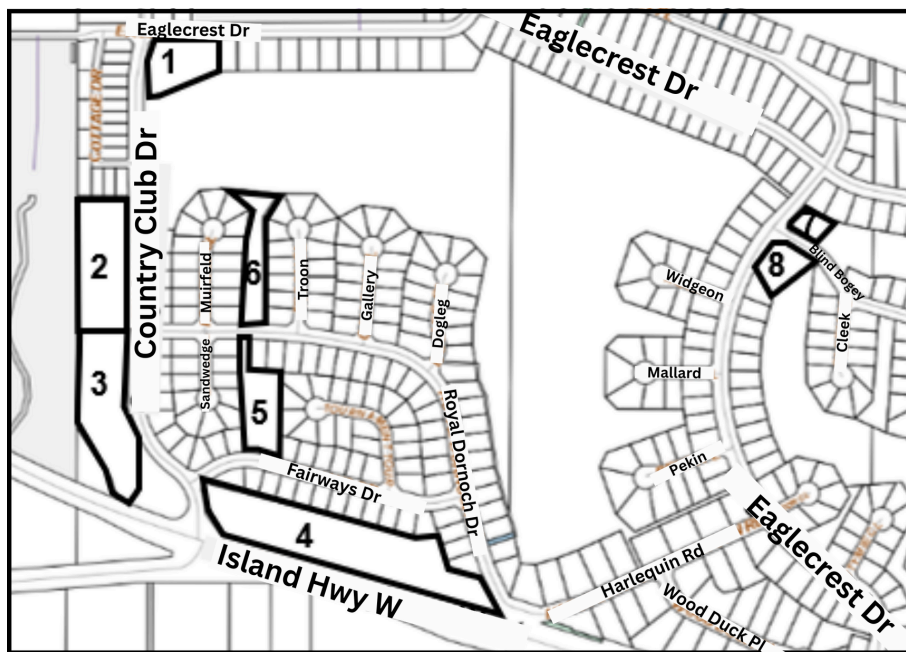 Eaglecrest Dr
Eaglecrest Dr
1
COTTAGE DR
Country Club Dr
2
3
Muirfeld
6
Troon
Gallery
Dogleg
Sandwedge
5
Royal Dornoch Dr
Fairways Dr
4
Island Hwy W
8
Blind Bogey
Widgeon
Cleek
Mallard
Pekin
Eaglecrest Dr
Harlequin Rd
Wood Duck Pl